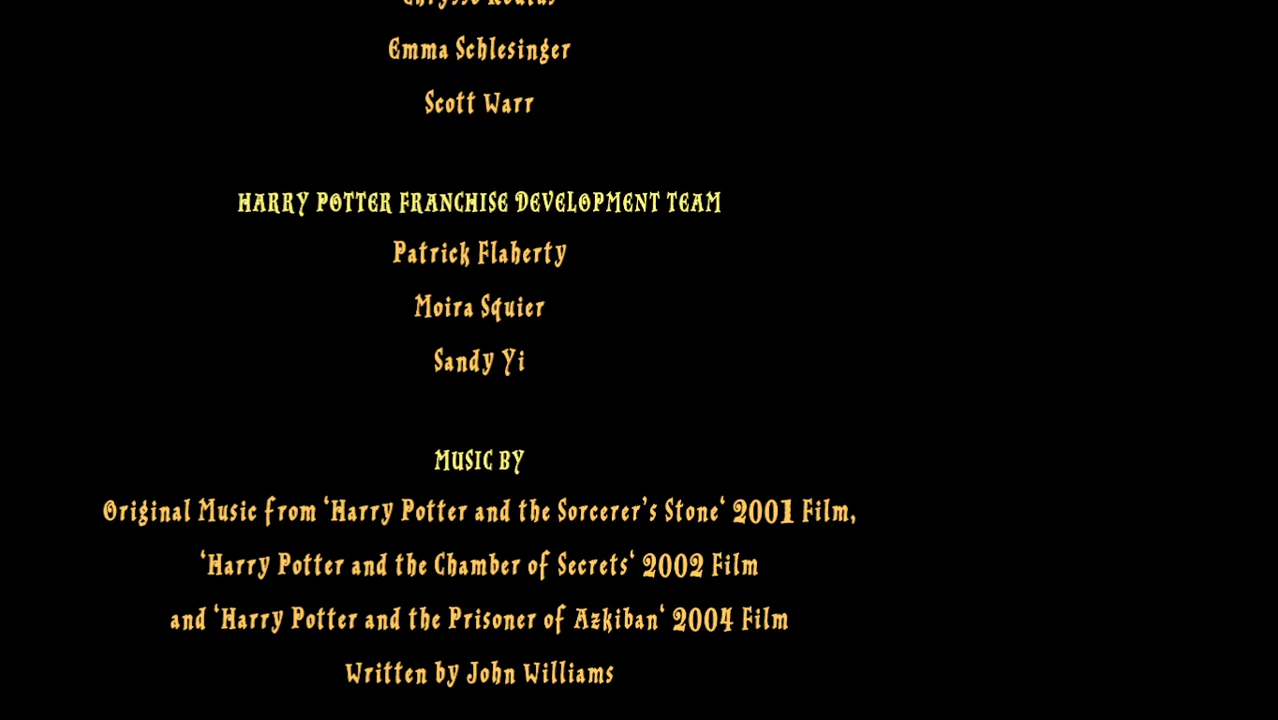 Emma Schlesinger
Scott Warr
HARRY POTTER FRANCHISE DEVELOPMENT TEAM
Patrick Flaherty
Moira Squier
Sandy Yi
MUSIC BY
Original Music from ‘Harry Potter and the Sorcerer’s Stone‘ 2001 Film,
‘Harry Potter and the Chamber of Secrets‘ 2002 Film
and ‘Harry Potter and the Prisoner of Azkiban‘ 2004 Film
Written by John Williams